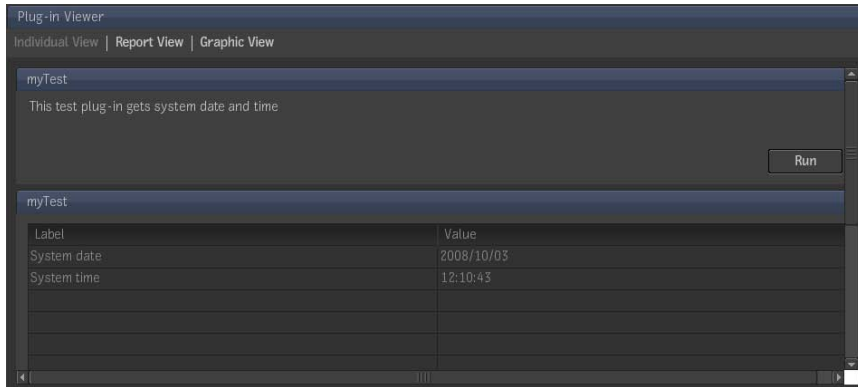 Plug-in Viewer
Individual View | Report View | Graphic View
myTest
This test plug-in gets system date and time
Run
myTest
Label Value
System date 2008/10/03
System time 12:10:43